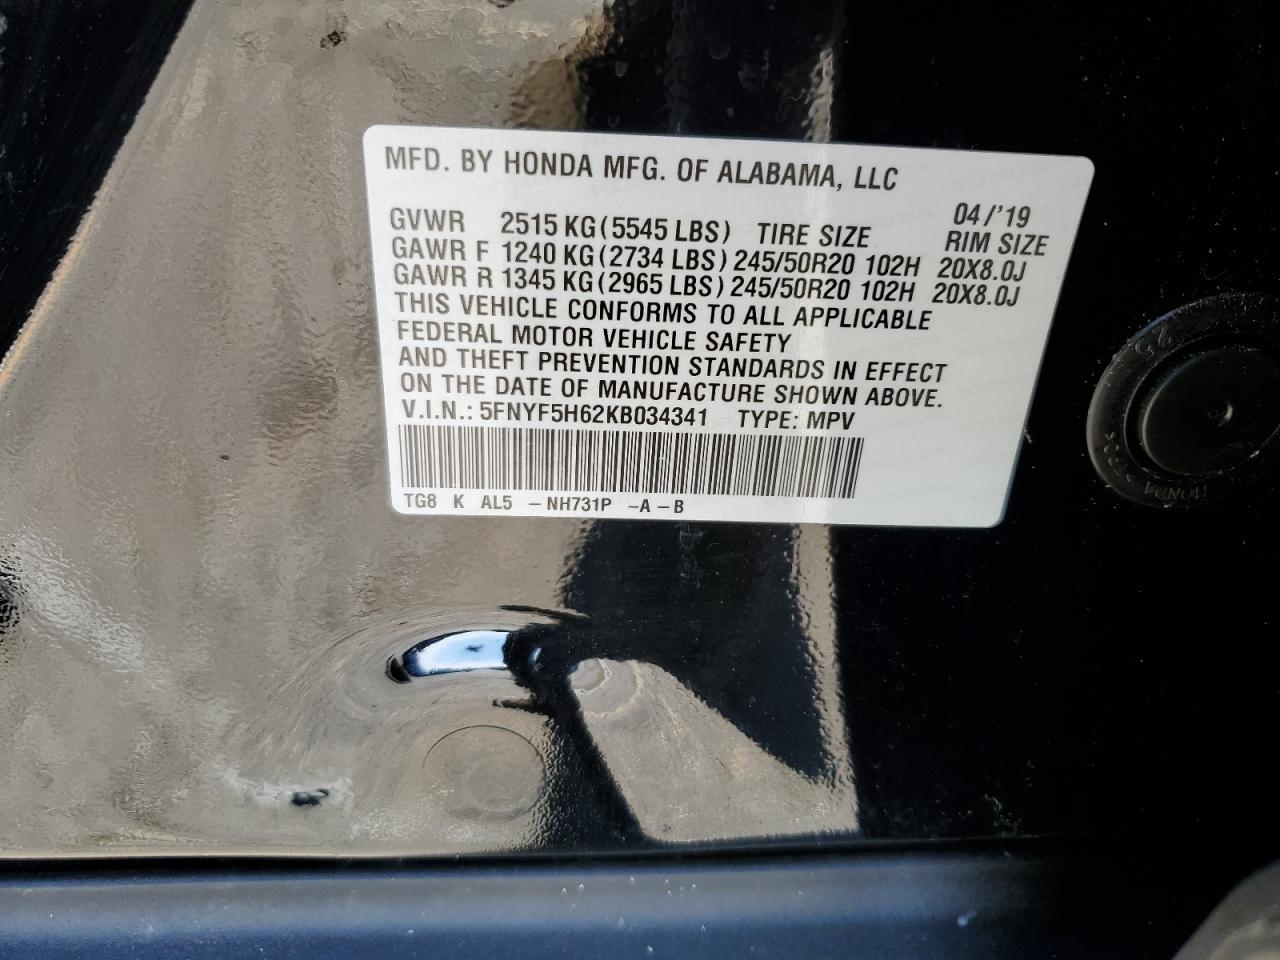 MFD. BY HONDA MFG. OF ALABAMA, LLC
04/'19
GVWR 2515 KG (5545 LBS) TIRE SIZE RIM SIZE
GAWR F 1240 KG (2734 LBS) 245/50R20 102H 20X8.0J
GAWR R 1345 KG (2965 LBS) 245/50R20 102H 20X8.0J
THIS VEHICLE CONFORMS TO ALL APPLICABLE
FEDERAL MOTOR VEHICLE SAFETY
AND THEFT PREVENTION STANDARDS IN EFFECT
ON THE DATE OF MANUFACTURE SHOWN ABOVE.
V.I.N.: 5FNYF5H62KB034341 TYPE: MPV
TG8 K AL5 - NH731P - A - B
HONDA